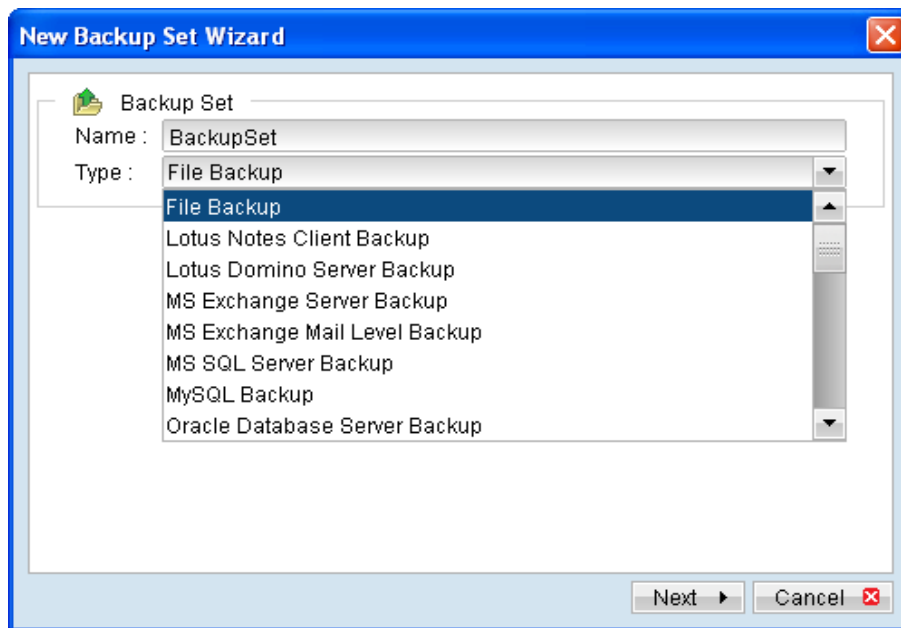 New Backup Set Wizard
Backup Set
Name : BackupSet
Type : File Backup
File Backup
Lotus Notes Client Backup
Lotus Domino Server Backup
MS Exchange Server Backup
MS Exchange Mail Level Backup
MS SQL Server Backup
MySQL Backup
Oracle Database Server Backup
Next Cancel